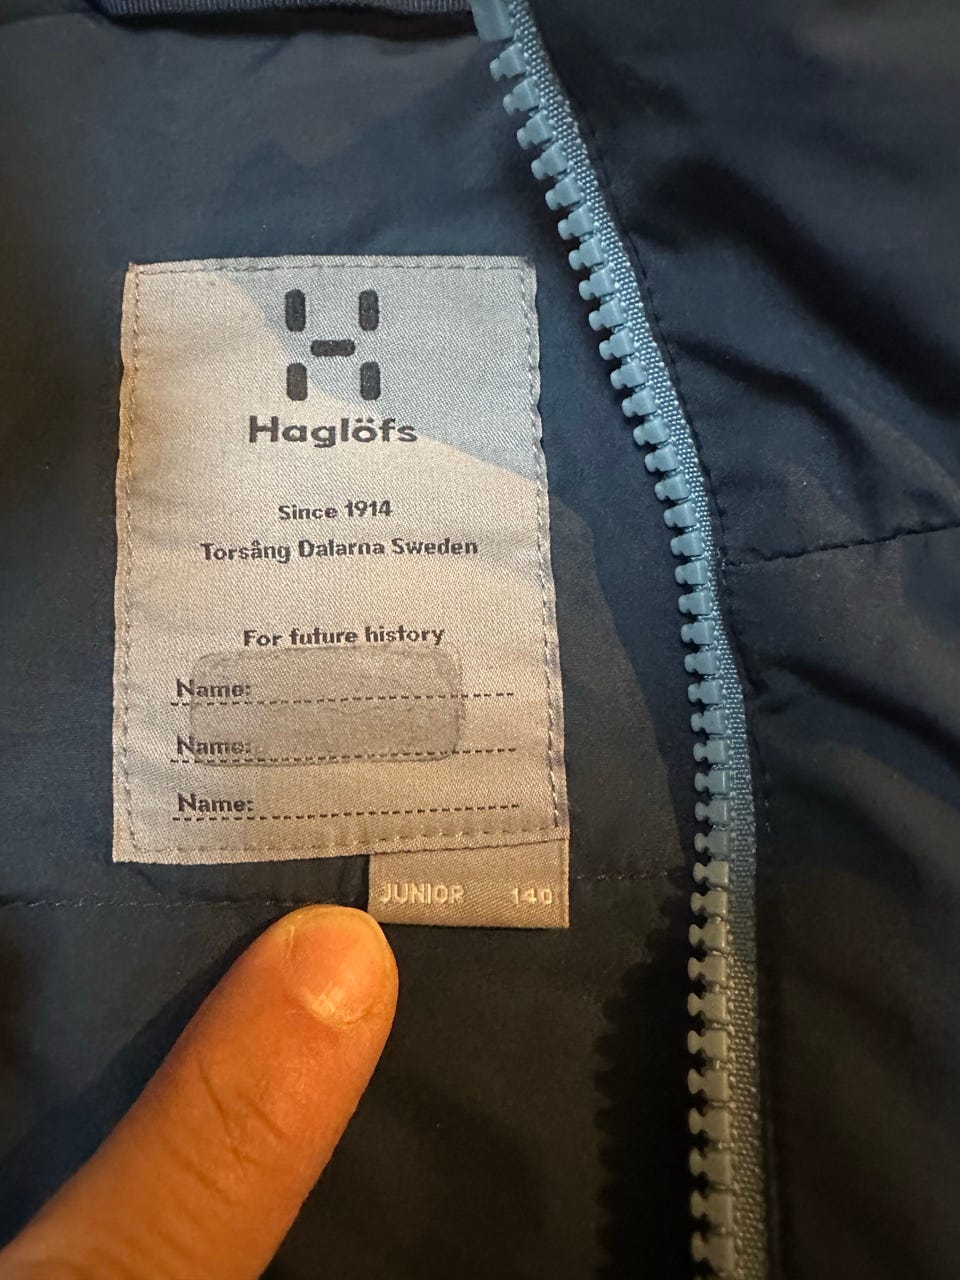 Haglöfs
Since 1914
Torsång Dalarna Sweden
For future history
Name:
Name:
Name:
JUNIOR 140